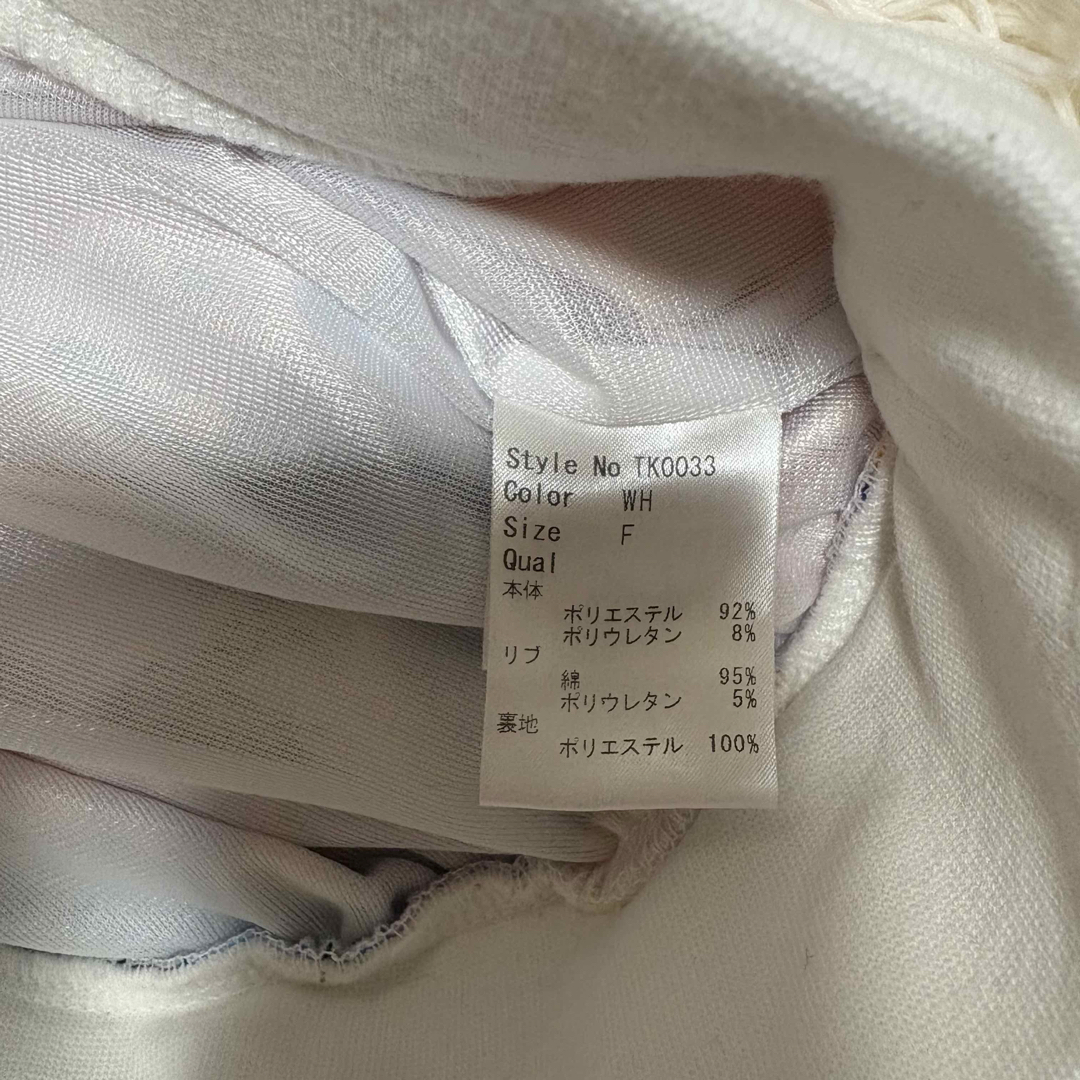 Style No TK0033
Color WH
Size F
Qual
本体
ポリエステル 92%
ポリウレタン 8%
リブ
綿 95%
ポリウレタン 5%
裏地
ポリエステル 100%